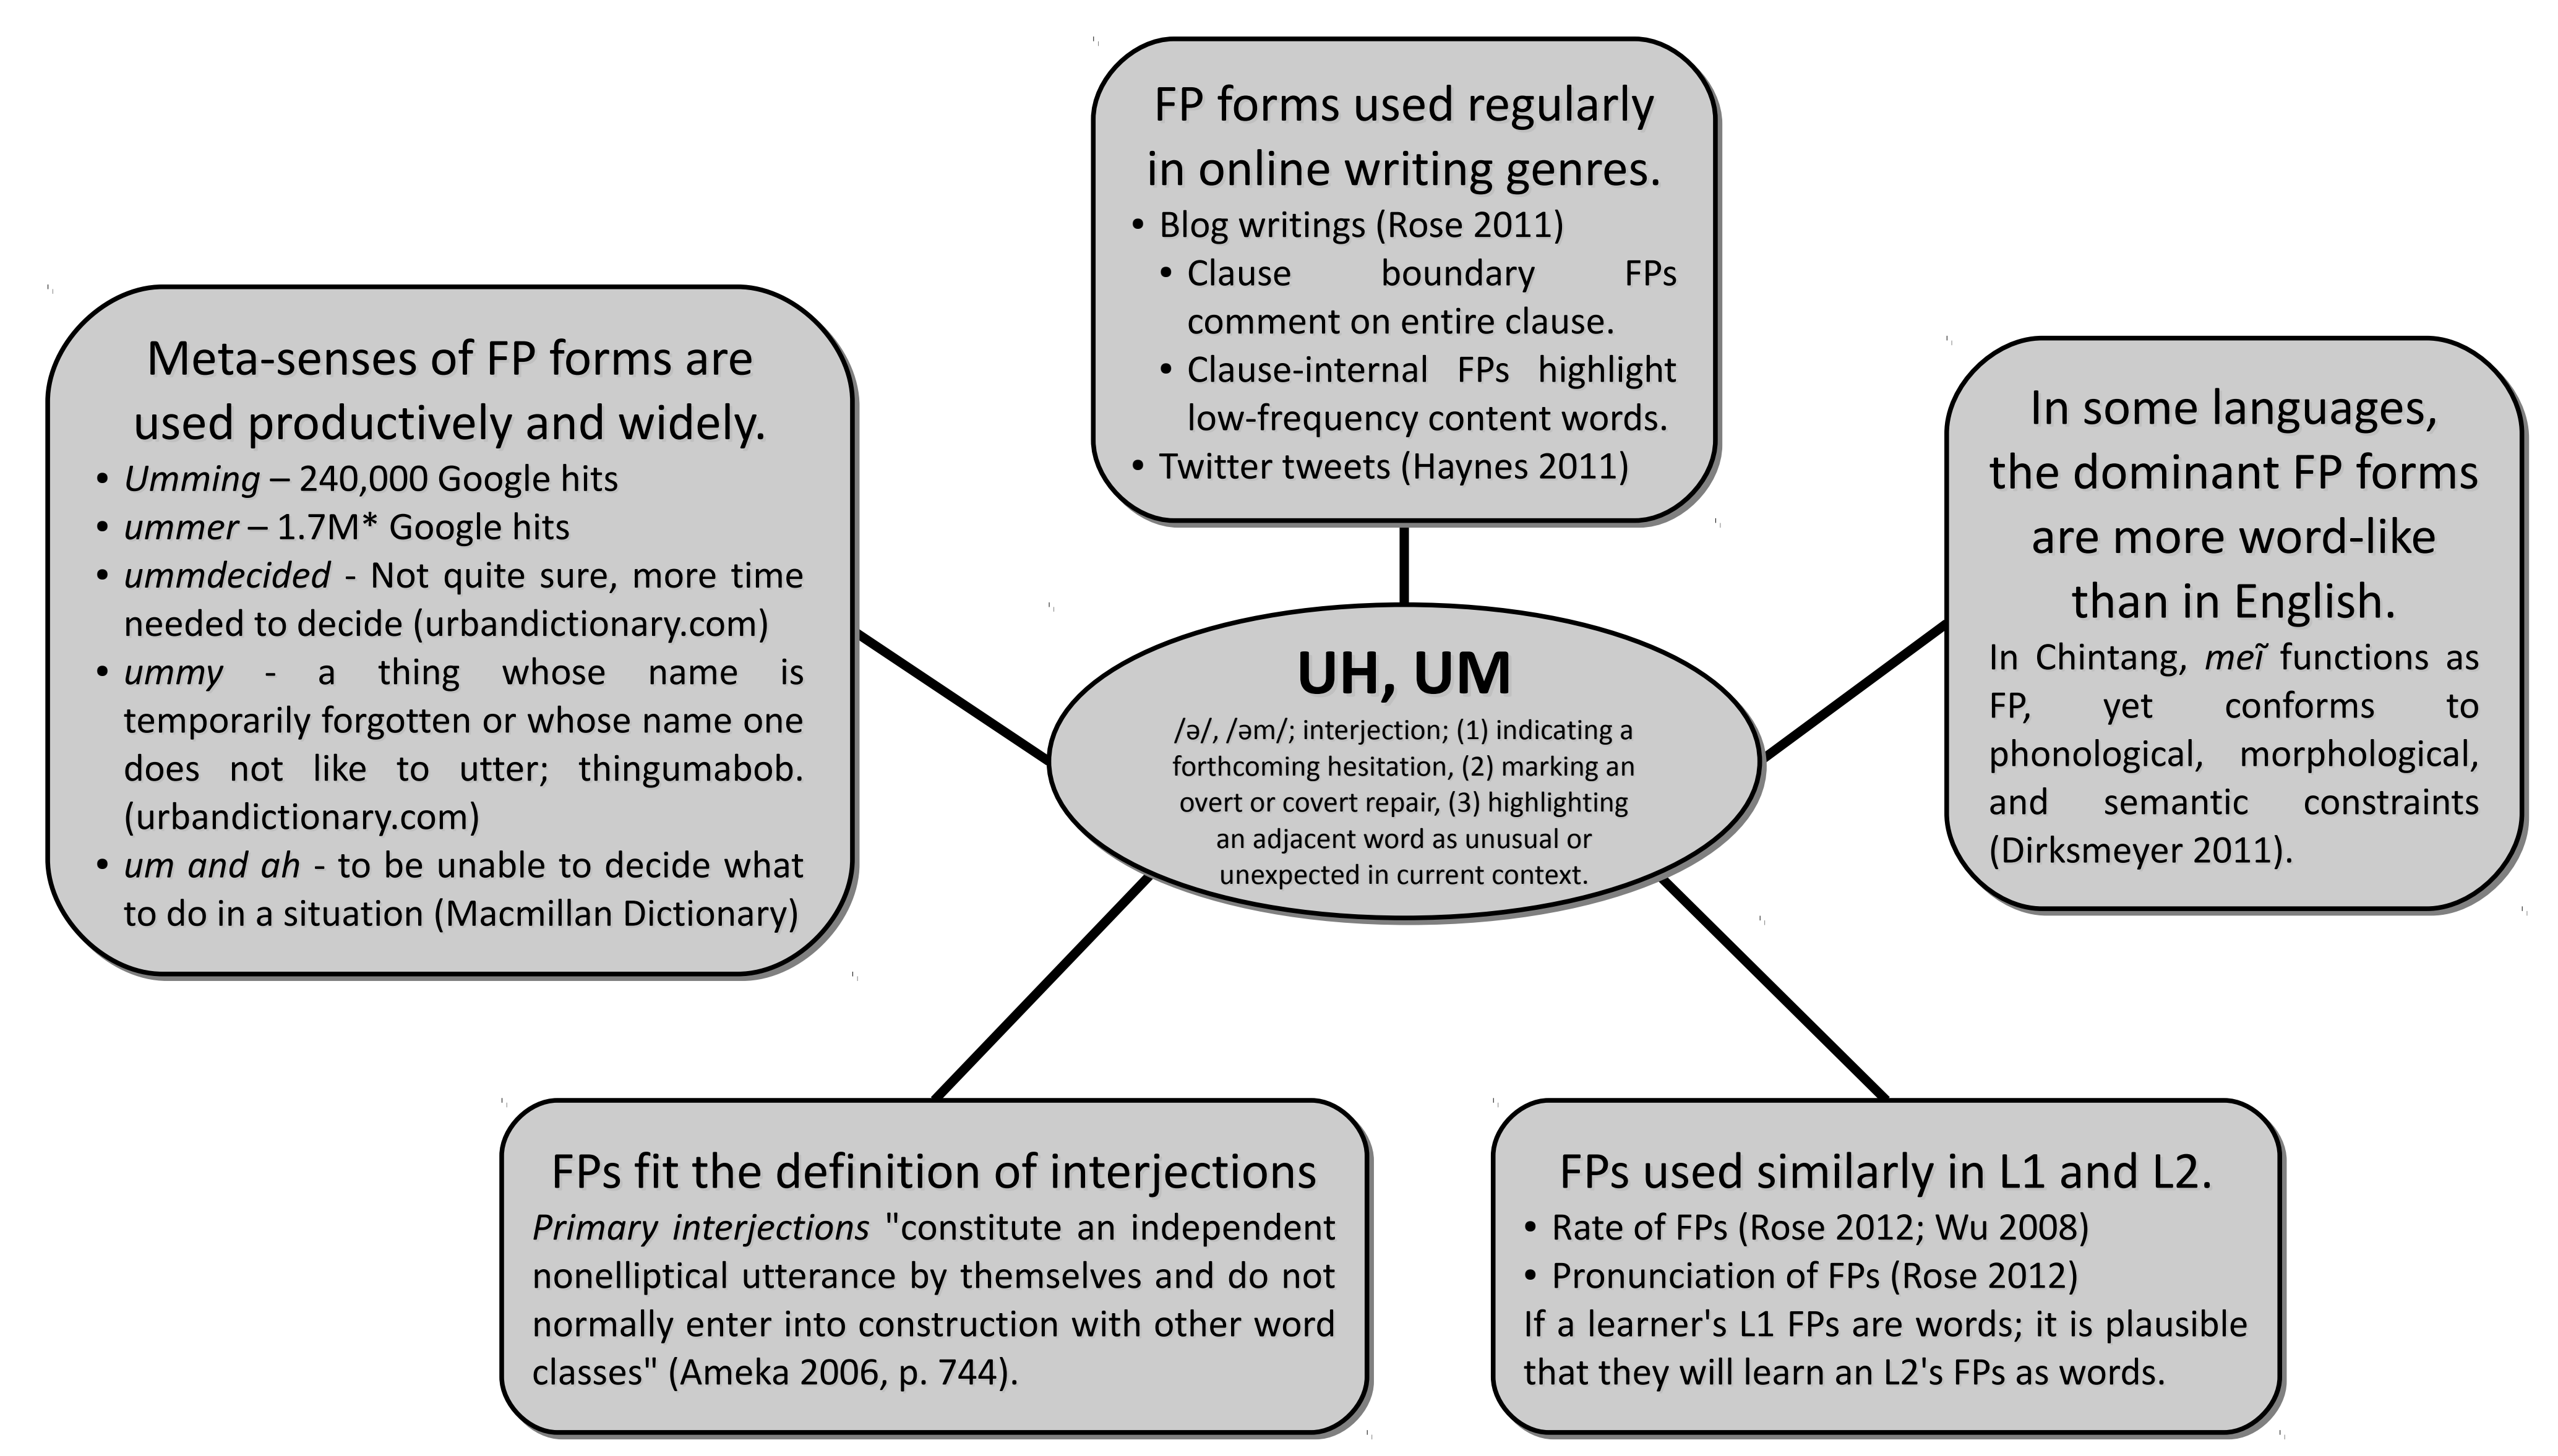 FP forms used regularly
in online writing genres.
• Blog writings (Rose 2011)
• Clause boundary FPs
comment on entire clause.
• Clause-internal FPs highlight
low-frequency content words.
• Twitter tweets (Haynes 2011)
Meta-senses of FP forms are
used productively and widely.
• Umming – 240,000 Google hits
• ummer – 1.7M* Google hits
• ummdecided - Not quite sure, more time
needed to decide (urbandictionary.com)
• ummy - a thing whose name is
temporarily forgotten or whose name one
does not like to utter; thingumabob.
(urbandictionary.com)
• um and ah - to be unable to decide what
to do in a situation (Macmillan Dictionary)
In some languages,
the dominant FP forms
are more word-like
than in English.
In Chintang, meĩ functions as
FP, yet conforms to
phonological, morphological,
and semantic constraints
(Dirksmeyer 2011).
UH, UM
/ə/, /əm/; interjection; (1) indicating a
forthcoming hesitation, (2) marking an
overt or covert repair, (3) highlighting
an adjacent word as unusual or
unexpected in current context.
FPs fit the definition of interjections
Primary interjections "constitute an independent
nonelliptical utterance by themselves and do not
normally enter into construction with other word
classes" (Ameka 2006, p. 744).
FPs used similarly in L1 and L2.
• Rate of FPs (Rose 2012; Wu 2008)
• Pronunciation of FPs (Rose 2012)
If a learner's L1 FPs are words; it is plausible
that they will learn an L2's FPs as words.